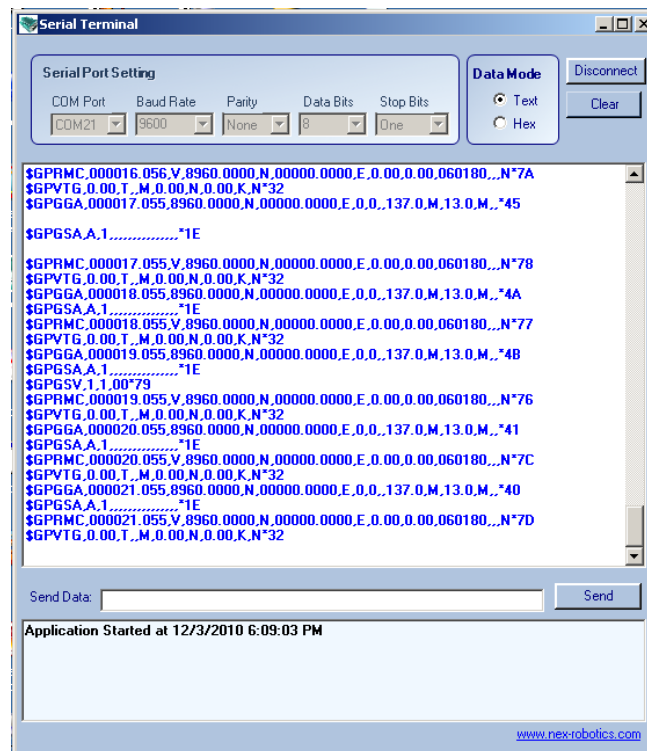 Serial Terminal
Serial Port Setting
COM Port Baud Rate Parity Data Bits Stop Bits
COM21 9600 None 8 One
Data Mode
Text
Hex
Disconnect
Clear
$GPRMC,000016.056,V,8960.0000,N,00000.0000,E,0.00,0.00,060180,,,N*7A
$GPVTG,0.00,T,,M,0.00,N,0.00,K,N*32
$GPGGA,000017.055,8960.0000,N,00000.0000,E,0,0,,137.0,M,13.0,M,,*45
$GPGSA,A,1,,,,,,,,,,,,,,,*1E
$GPRMC,000017.055,V,8960.0000,N,00000.0000,E,0.00,0.00,060180,,,N*78
$GPVTG,0.00,T,,M,0.00,N,0.00,K,N*32
$GPGGA,000018.055,8960.0000,N,00000.0000,E,0,0,,137.0,M,13.0,M,,*4A
$GPGSA,A,1,,,,,,,,,,,,,,,*1E
$GPRMC,000018.055,V,8960.0000,N,00000.0000,E,0.00,0.00,060180,,,N*77
$GPVTG,0.00,T,,M,0.00,N,0.00,K,N*32
$GPGGA,000019.055,8960.0000,N,00000.0000,E,0,0,,137.0,M,13.0,M,,*4B
$GPGSA,A,1,,,,,,,,,,,,,,,*1E
$GPGSV,1,1,00*79
$GPRMC,000019.055,V,8960.0000,N,00000.0000,E,0.00,0.00,060180,,,N*76
$GPVTG,0.00,T,,M,0.00,N,0.00,K,N*32
$GPGGA,000020.055,8960.0000,N,00000.0000,E,0,0,,137.0,M,13.0,M,,*41
$GPGSA,A,1,,,,,,,,,,,,,,,*1E
$GPRMC,000020.055,V,8960.0000,N,00000.0000,E,0.00,0.00,060180,,,N*7C
$GPVTG,0.00,T,,M,0.00,N,0.00,K,N*32
$GPGGA,000021.055,8960.0000,N,00000.0000,E,0,0,,137.0,M,13.0,M,,*40
$GPGSA,A,1,,,,,,,,,,,,,,,*1E
$GPRMC,000021.055,V,8960.0000,N,00000.0000,E,0.00,0.00,060180,,,N*7D
$GPVTG,0.00,T,,M,0.00,N,0.00,K,N*32
Send Data:
Send
Application Started at 12/3/2010 6:09:03 PM
www.nex-robotics.com